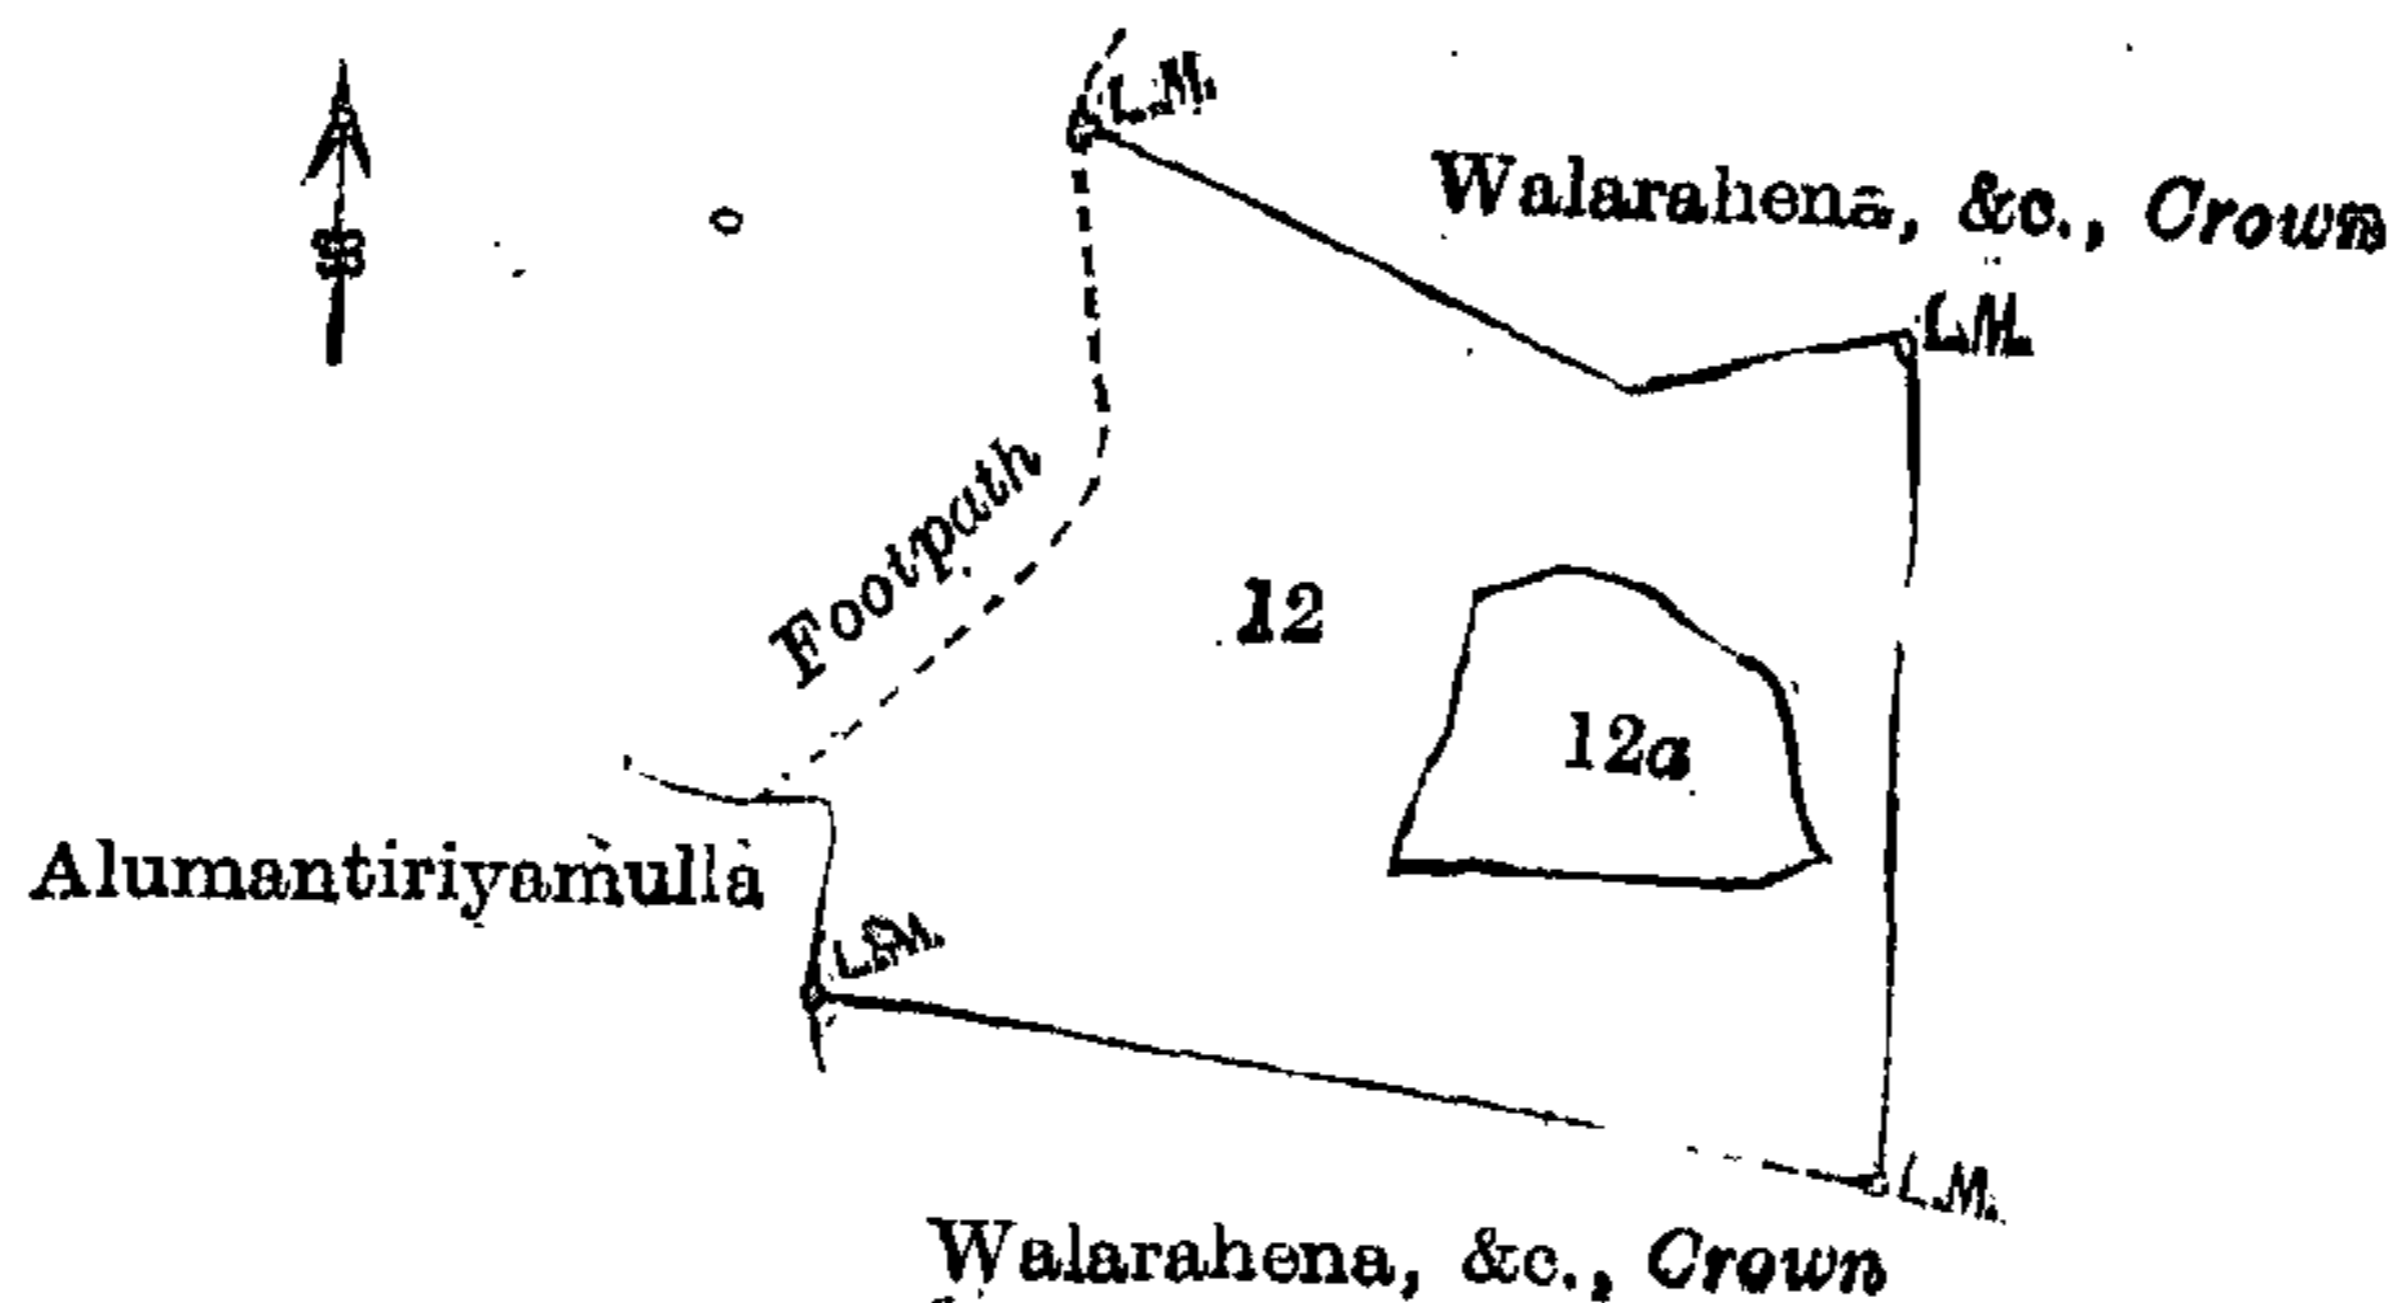 L.M.
Walarahena, &c., Crown
L.M.
Footpath
12
12a
Alumantiriyamulla
L.M.
L.M.
Walarahena, &c., Crown